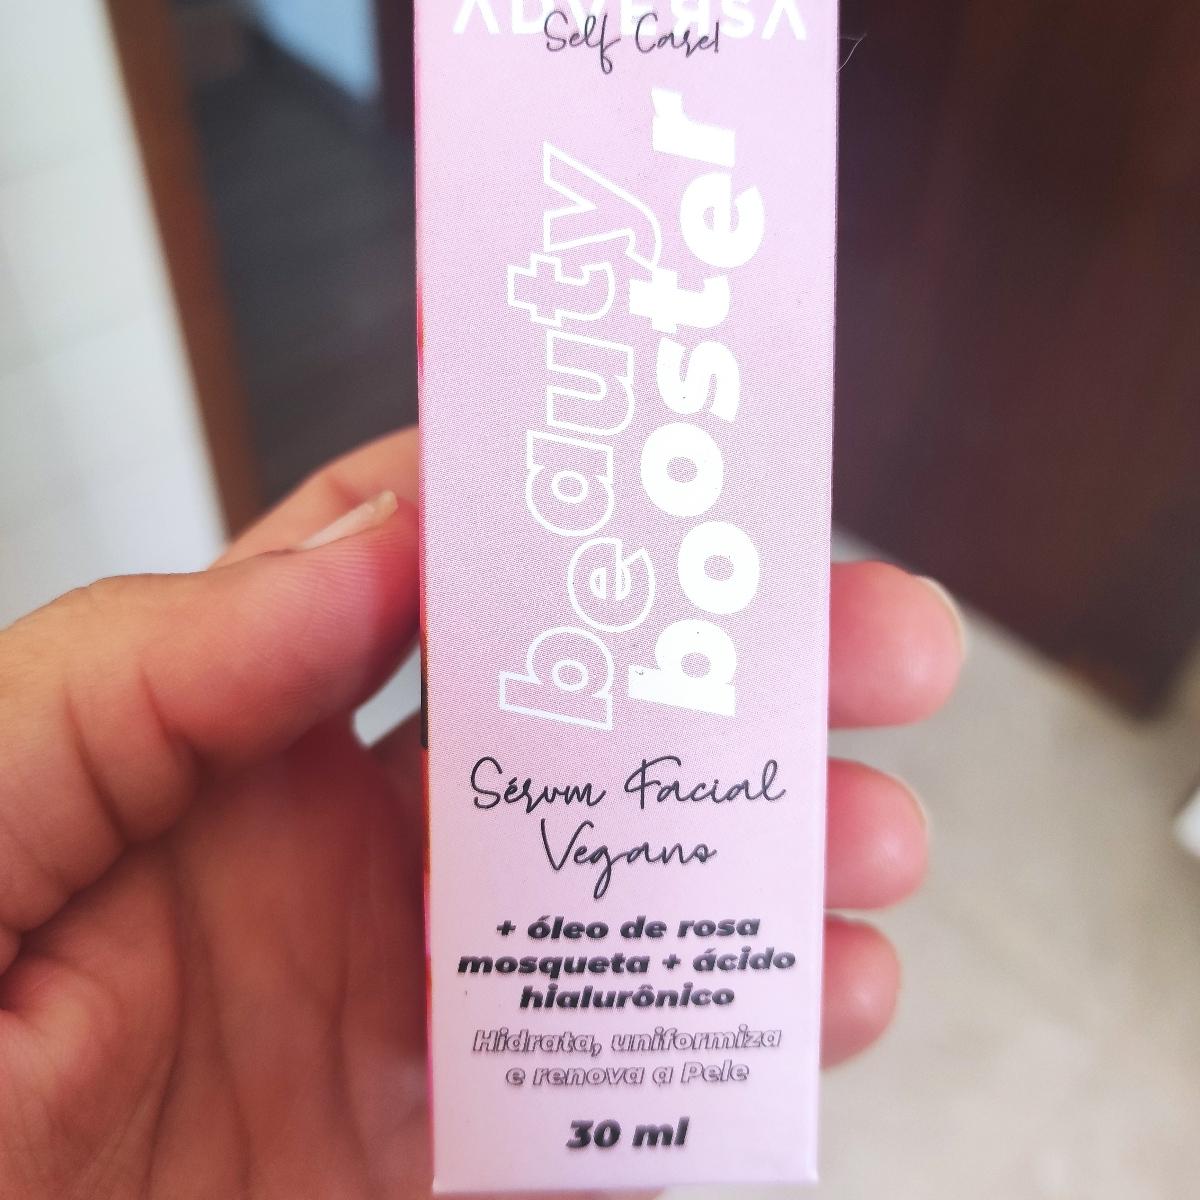 ADVERSA
Self Care!
beauty
booster
Sérum Facial
Vegano
+ óleo de rosa
mosqueta + ácido
hialurônico
Hidrata, uniformiza
e renova a Pele
30 ml